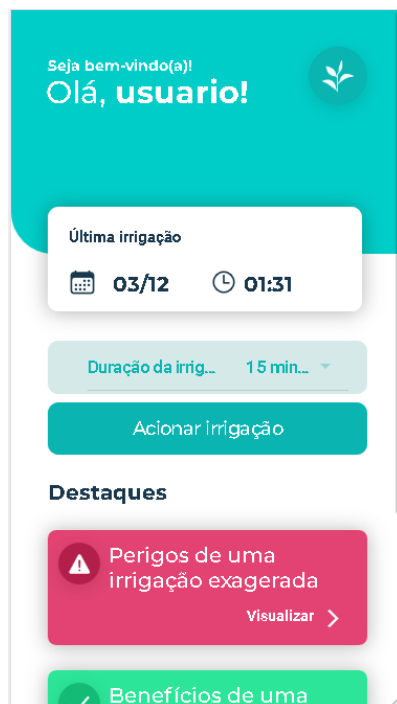 Seja bem-vindo(a)!
Olá, usuario!
Última irrigação
03/12 01:31
Duração da irrig... 15 min...
Acionar irrigação
Destaques
Perigos de uma
irrigação exagerada
Visualizar
Benefícios de uma